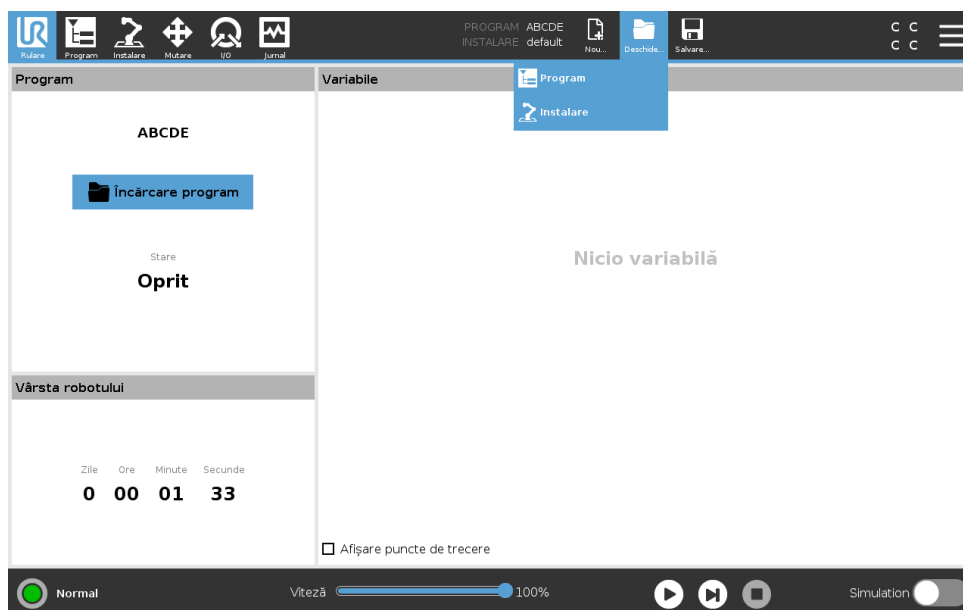 UR
Rulare
Program
Instalare
Mutare
I/O
Jurnal
PROGRAM ABCDE
INSTALARE default
Nou...
Deschide...
Salvare...
C C
C C
Program
Variabile
Program
Instalare
ABCDE
Încărcare program
Stare
Oprit
Nicio variabilă
Vârsta robotului
Zile Ore Minute Secunde
0 00 01 33
Afișare puncte de trecere
Normal
Viteză 100%
Simulation